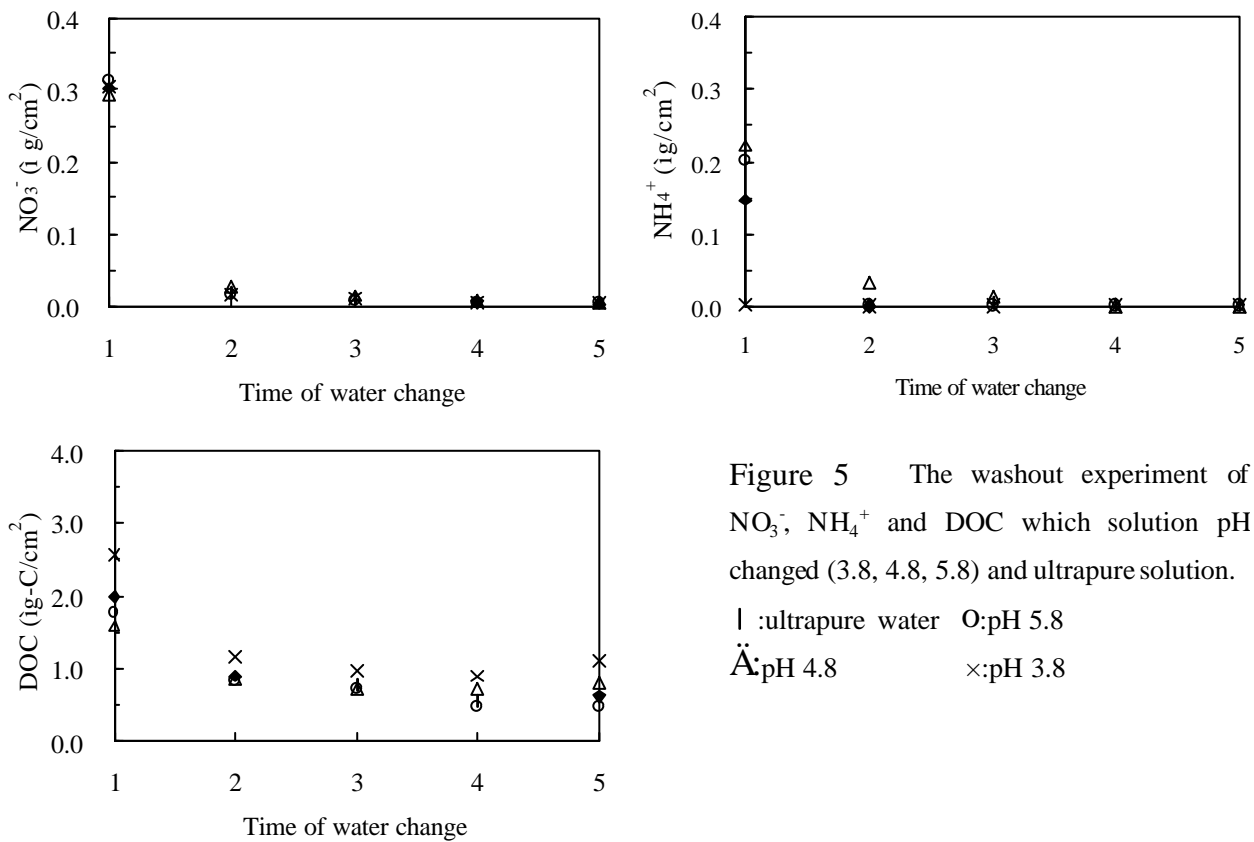 0.4
0.3
0.2
0.1
0.0
NO3- (ì g/cm2)
1 2 3 4 5
Time of water change
0.4
0.3
0.2
0.1
0.0
NH4+ (ìg/cm2)
1 2 3 4 5
Time of water change
4.0
3.0
2.0
1.0
0.0
DOC (ìg-C/cm2)
1 2 3 4 5
Time of water change
Figure 5 The washout experiment of
NO3-, NH4+ and DOC which solution pH
changed (3.8, 4.8, 5.8) and ultrapure solution.
| :ultrapure water O:pH 5.8
Ä:pH 4.8 ×:pH 3.8